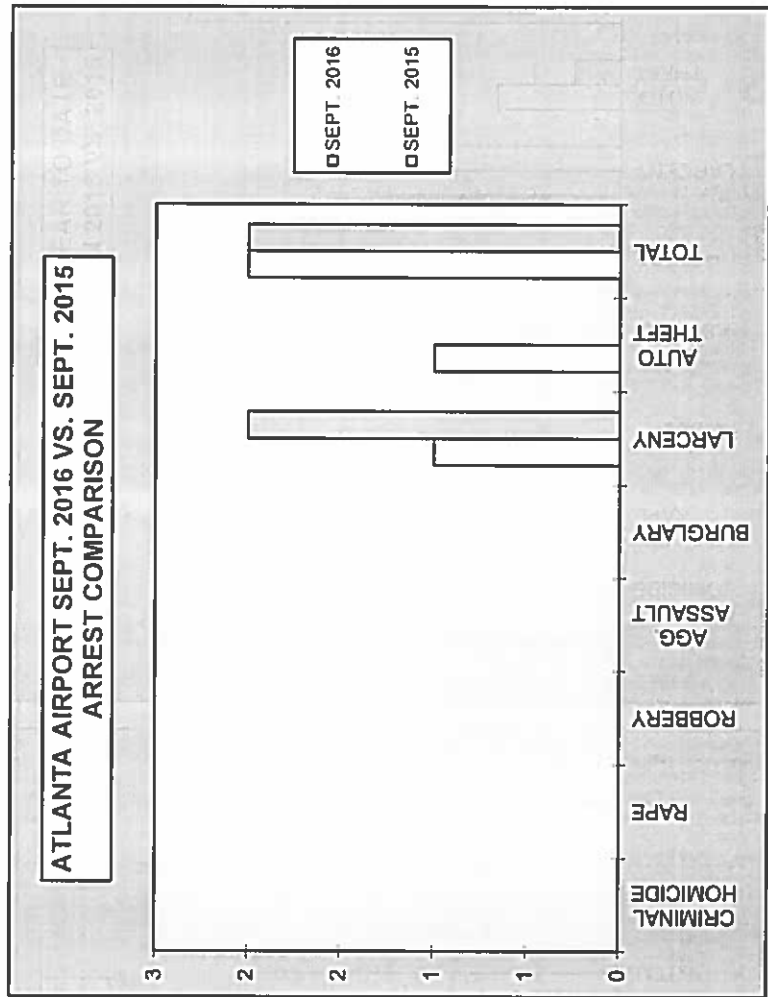 ATLANTA AIRPORT SEPT. 2016 VS. SEPT. 2015
ARREST COMPARISON
3
2
2
1
1
0
CRIMINAL
HOMICIDE
RAPE
ROBBERY
AGG.
ASSAULT
BURGLARY
LARCENY
AUTO
THEFT
TOTAL
SEPT. 2016
SEPT. 2015